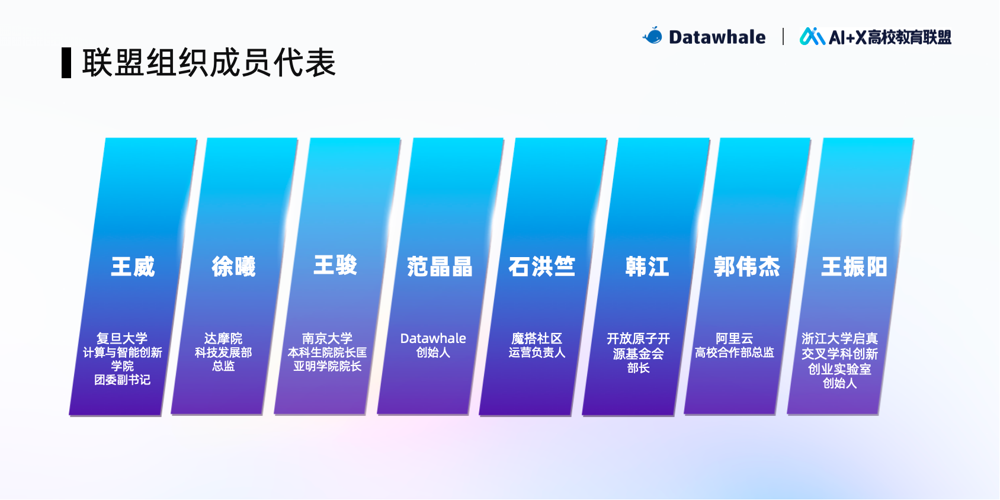 联盟组织成员代表
Datawhale
AI+X高校教育联盟
王威
复旦大学
计算与智能创新
学院
团委副书记
徐曦
达摩院
科技发展部
总监
王骏
南京大学
本科生院院长匡
亚明学院院长
范晶晶
Datawhale
创始人
石洪竺
魔搭社区
运营负责人
韩江
开放原子开
源基金会
部长
郭伟杰
阿里云
高校合作部总监
王振阳
浙江大学启真
交叉学科创新
创业实验室
创始人